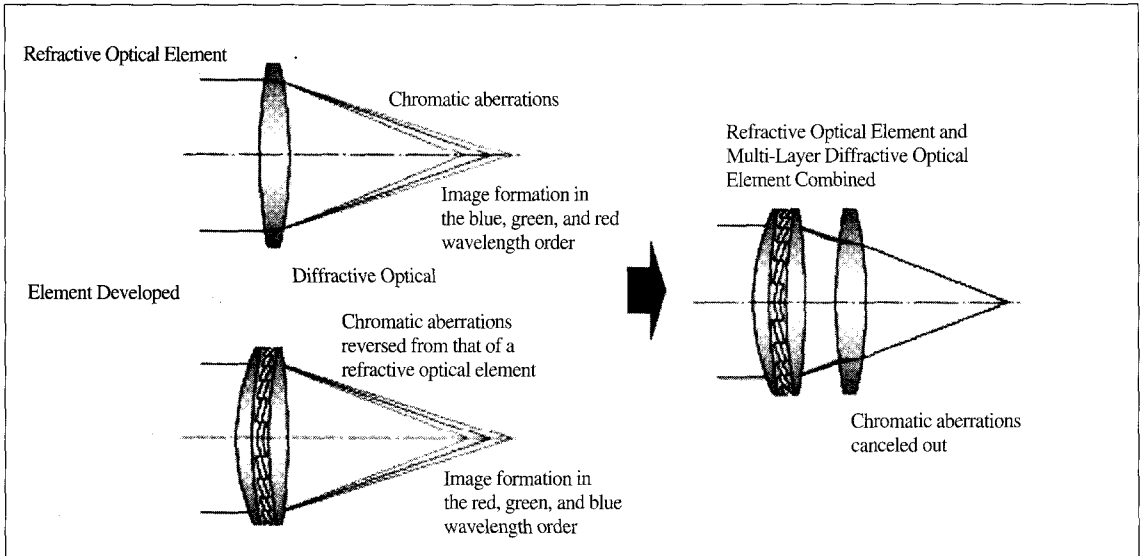 Refractive Optical Element
Chromatic aberrations
Image formation in
the blue, green, and red
wavelength order
Diffractive Optical
Element Developed
Chromatic aberrations
reversed from that of a
refractive optical element
Image formation in
the red, green, and blue
wavelength order
Refractive Optical Element and
Multi-Layer Diffractive Optical
Element Combined
Chromatic aberrations
canceled out